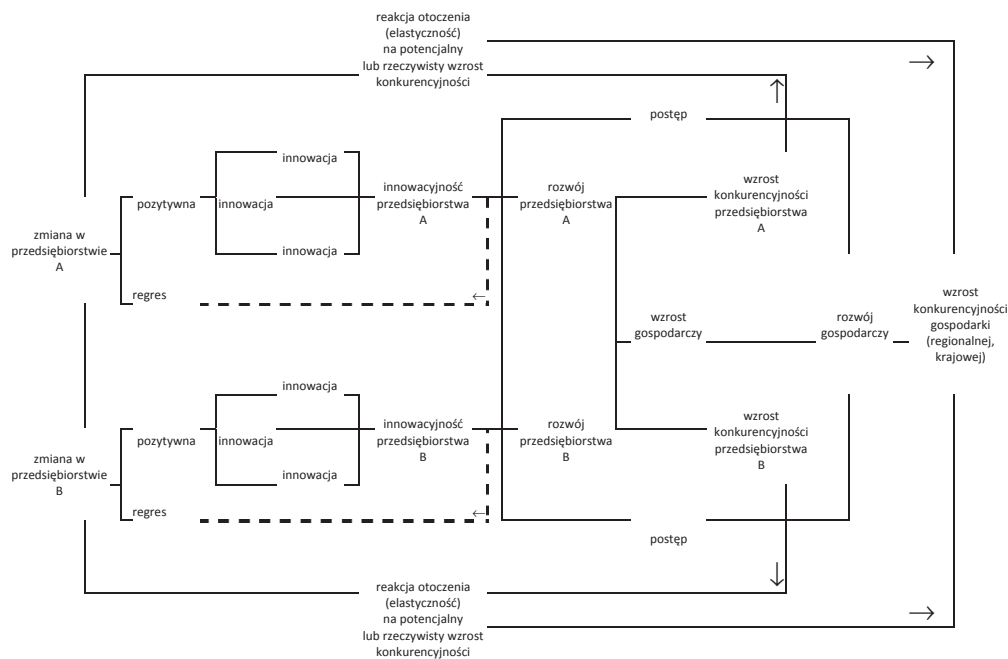 reakcja otoczenia
(elastyczność)
na potencjalny
lub rzeczywisty wzrost
konkurencyjności
→
↑
postęp
innowacja
pozytywna
innowacja
innowacja
innowacyjność
przedsiębiorstwa
A
rozwój
przedsiębiorstwa
A
wzrost
konkurencyjności
przedsiębiorstwa
A
zmiana w
przedsiębiorstwie
A
regres
←
wzrost
gospodarczy
rozwój
gospodarczy
wzrost
konkurencyjności
gospodarki
(regionalnej,
krajowej)
innowacja
pozytywna
innowacja
innowacja
innowacyjność
przedsiębiorstwa
B
rozwój
przedsiębiorstwa
B
wzrost
konkurencyjności
przedsiębiorstwa
B
zmiana w
przedsiębiorstwie
B
regres
←
postęp
↓
reakcja otoczenia
(elastyczność)
na potencjalny
lub rzeczywisty wzrost
konkurencyjności
→